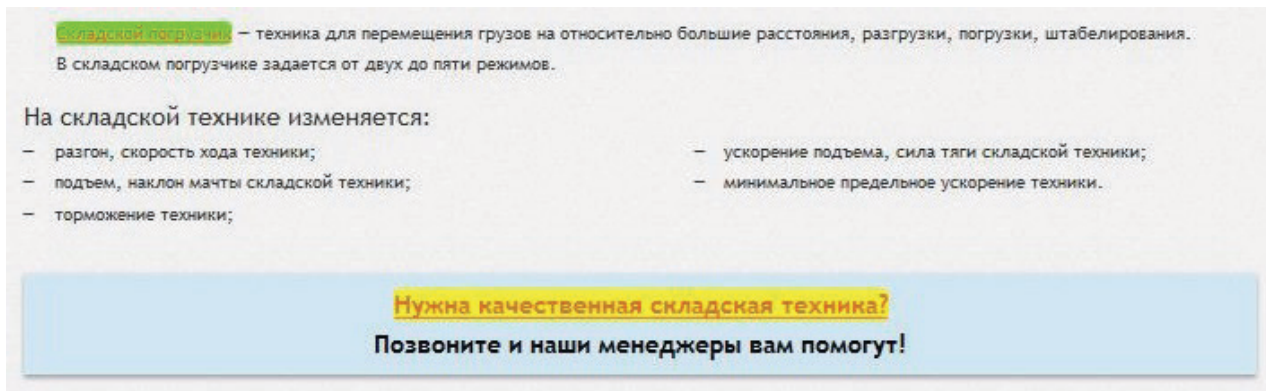 Складской погрузчик — техника для перемещения грузов на относительно большие расстояния, разгрузки, погрузки, штабелирования.
В складском погрузчике задается от двух до пяти режимов.
На складской технике изменяется:
— разгон, скорость хода техники;
— подъем, наклон мачты складской техники;
— торможение техники;
— ускорение подъема, сила тяги складской техники;
— минимальное предельное ускорение техники.
Нужна качественная складская техника?
Позвоните и наши менеджеры вам помогут!